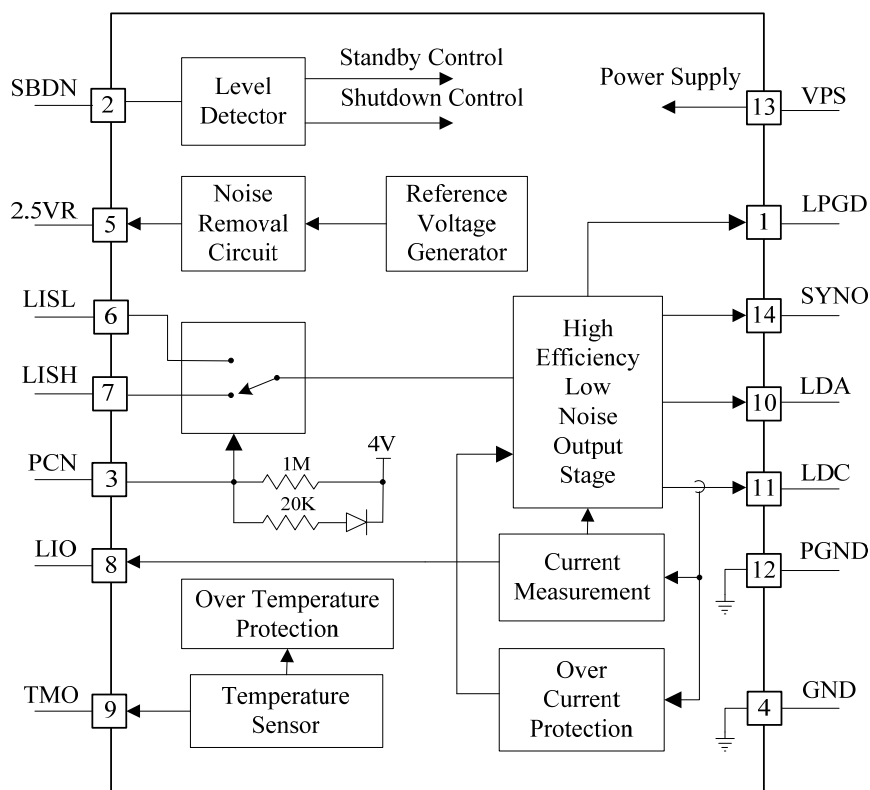 SBDN
2
Level
Detector
Standby Control
Shutdown Control
Power Supply
13
VPS
2.5VR
5
Noise
Removal
Circuit
Reference
Voltage
Generator
1
LPGD
LISL
6
LISH
7
High
Efficiency
Low
Noise
Output
Stage
14
SYNO
10
LDA
PCN
3
1M
4V
20K
11
LDC
LIO
8
Current
Measurement
12
PGND
Over Temperature
Protection
TMO
9
Temperature
Sensor
Over
Current
Protection
4
GND